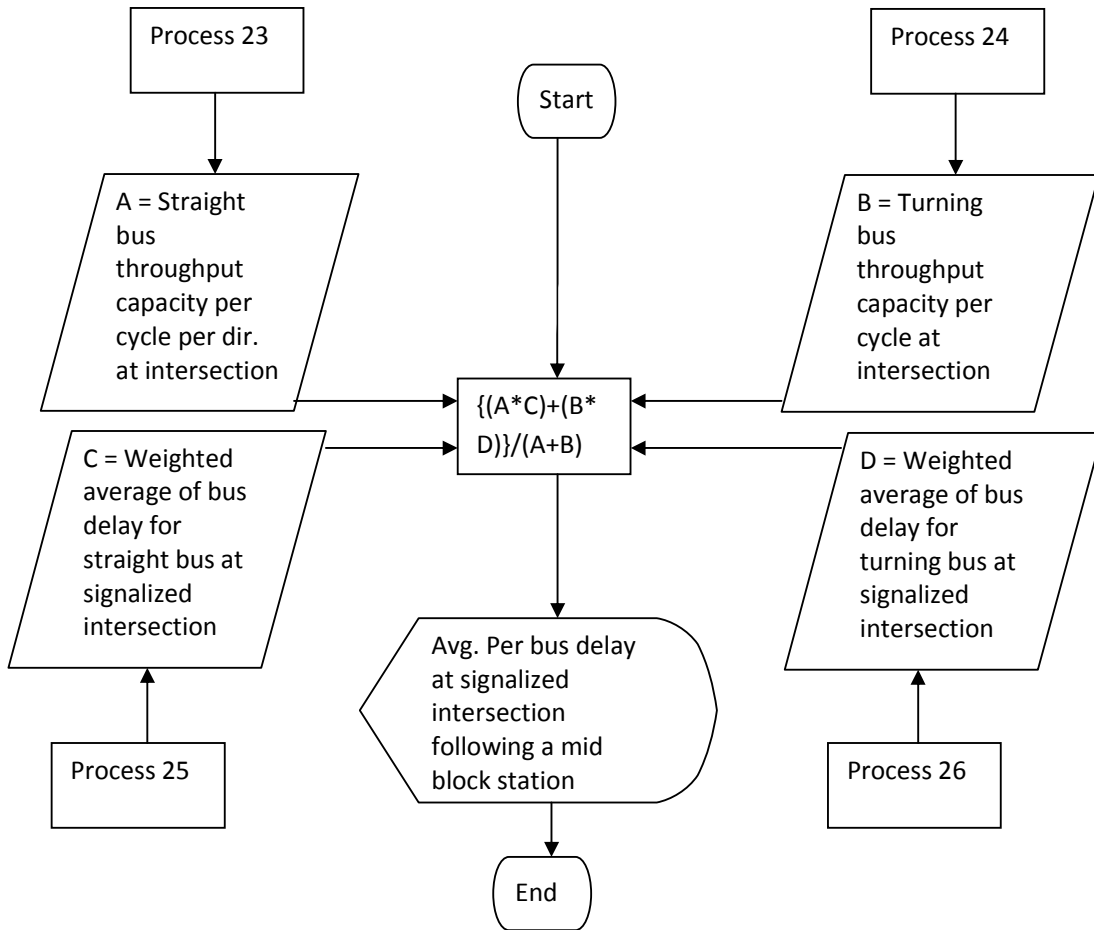 Process 23
Process 24
Start
A = Straight
bus
throughput
capacity per
cycle per dir.
at intersection
B = Turning
bus
throughput
capacity per
cycle at
intersection
{(A*C)+(B*
D)}/(A+B)
C = Weighted
average of bus
delay for
straight bus at
signalized
intersection
D = Weighted
average of bus
delay for
turning bus at
signalized
intersection
Avg. Per bus delay
at signalized
intersection
following a mid
block station
Process 25
Process 26
End